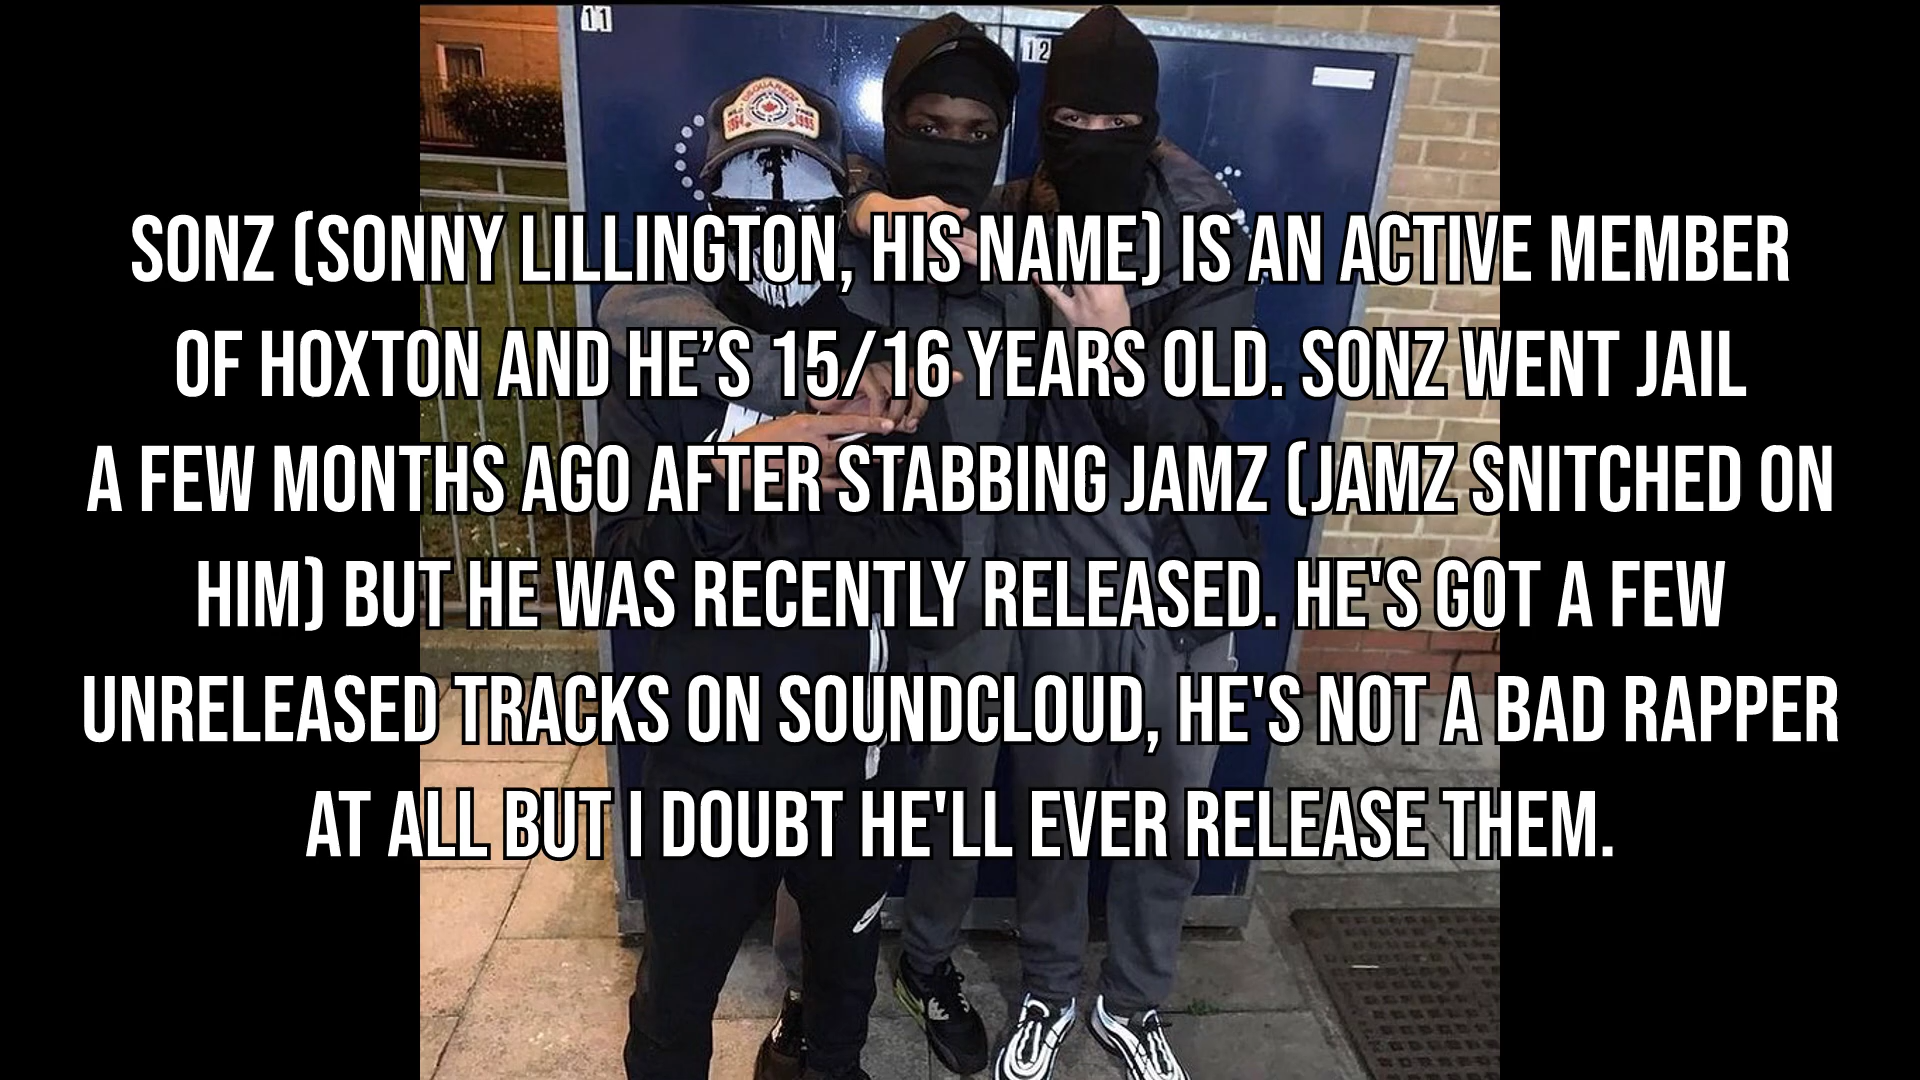 11
12
DSQUARED2
1964 1995
SONZ (SONNY LILLINGTON, HIS NAME) IS AN ACTIVE MEMBER
OF HOXTON AND HE’S 15/16 YEARS OLD. SONZ WENT JAIL
A FEW MONTHS AGO AFTER STABBING JAMZ (JAMZ SNITCHED ON
HIM) BUT HE WAS RECENTLY RELEASED. HE'S GOT A FEW
UNRELEASED TRACKS ON SOUNDCLOUD, HE'S NOT A BAD RAPPER
AT ALL BUT I DOUBT HE'LL EVER RELEASE THEM.